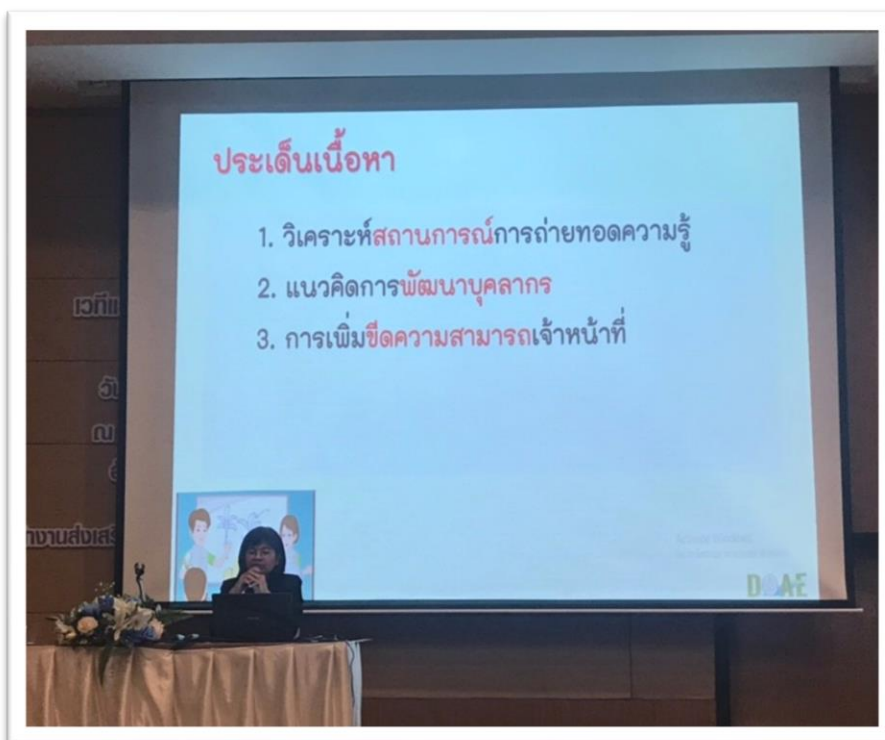 ประเด็นเนื้อหา
1. วิเคราะห์สถานการณ์การถ่ายทอดความรู้
2. แนวคิดการพัฒนาบุคลากร
3. การเพิ่มขีดความสามารถเจ้าหน้าที่
DOAE